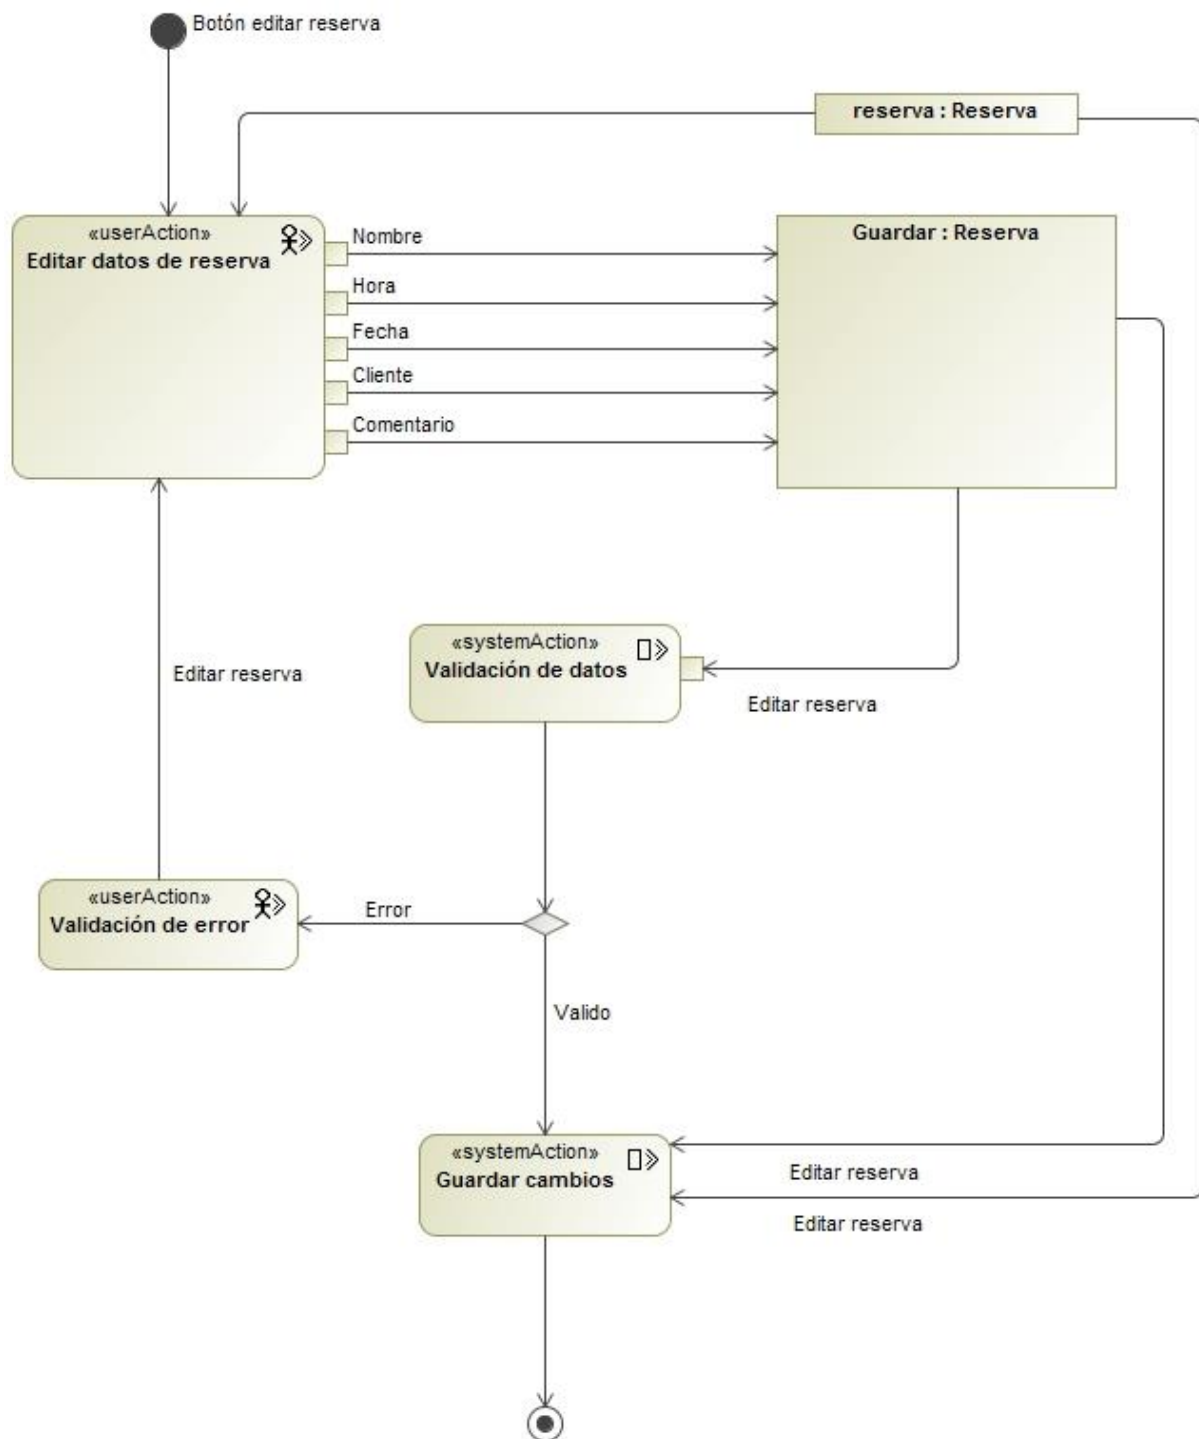 Botón editar reserva
reserva : Reserva
«userAction»
Editar datos de reserva
Nombre
Hora
Fecha
Cliente
Comentario
Guardar : Reserva
«systemAction»
Validación de datos
Editar reserva
Editar reserva
«userAction»
Validación de error
Error
Valido
«systemAction»
Guardar cambios
Editar reserva
Editar reserva